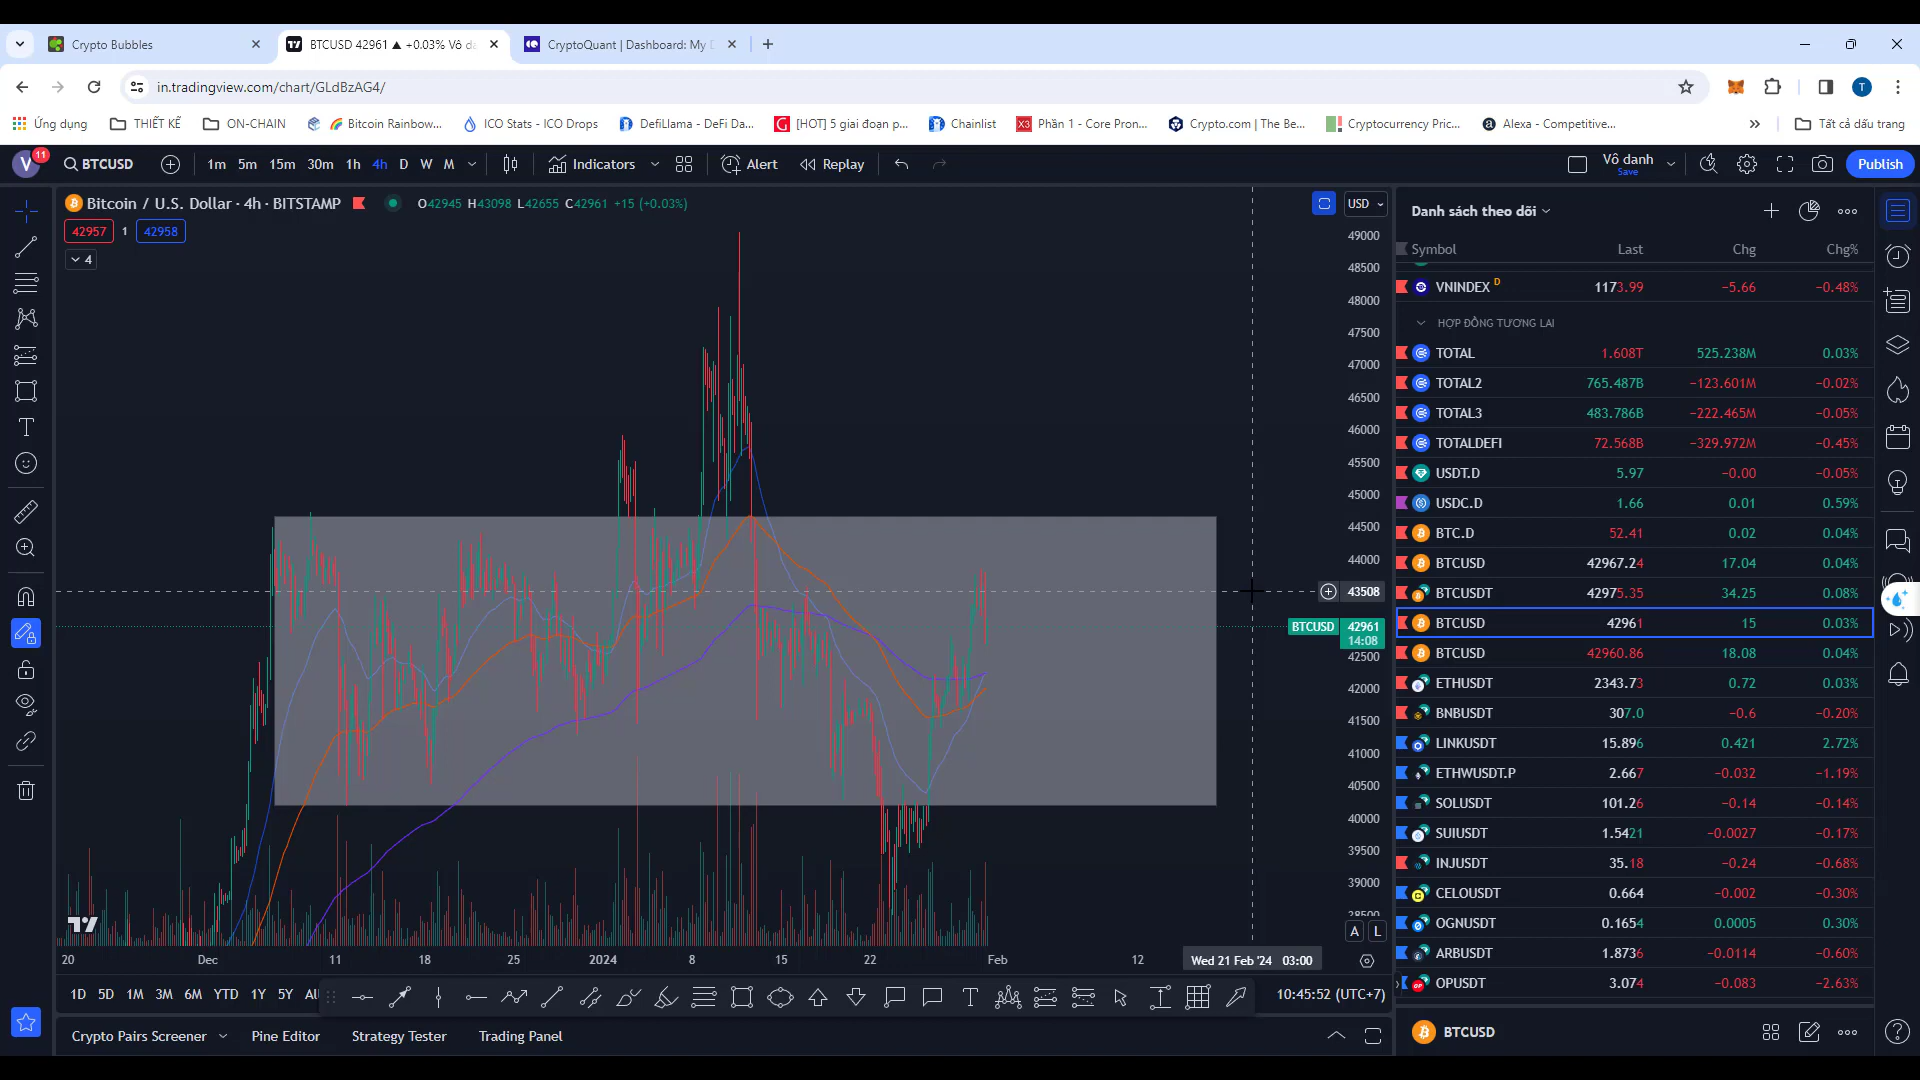 Crypto Bubbles
BTCUSD 42961 ▲ +0.03% Vô da
CryptoQuant | Dashboard: My D
in.tradingview.com/chart/GLdBzAG4/
Ứng dụng
THIẾT KẾ
ON-CHAIN
Bitcoin Rainbow...
ICO Stats - ICO Drops
DefiLlama - DeFi Da...
[HOT] 5 giai đoạn p...
Chainlist
Phần 1 - Core Pron...
Crypto.com | The Be...
Cryptocurrency Pric...
Alexa - Competitive...
»
Tất cả dấu trang
V 11 BTCUSD 1m 5m 15m 30m 1h 4h D W M Indicators Alert Replay Vô danh Publish
Save
Bitcoin / U.S. Dollar · 4h · BITSTAMP O42945 H43098 L42655 C42961 +15 (+0.03%) USD
42957 1 42958
4
49000
48500
48000
47500
47000
46500
46000
45500
45000
44500
44000
43508
BTCUSD 42961
14:08
42500
42000
41500
41000
40500
40000
39500
39000
38500
A L
20 Dec 11 18 25 2024 8 15 22 Feb 12 Wed 21 Feb '24 03:00
1D 5D 1M 3M 6M YTD 1Y 5Y All 10:45:52 (UTC+7)
Crypto Pairs Screener Pine Editor Strategy Tester Trading Panel
Danh sách theo dõi
Symbol Last Chg Chg%
VNINDEX D 1173.99 −5.66 −0.48%
HỢP ĐỒNG TƯƠNG LAI
TOTAL 1.608T 525.238M 0.03%
TOTAL2 765.487B −123.601M −0.02%
TOTAL3 483.786B −222.465M −0.05%
TOTALDEFI 72.568B −329.972M −0.45%
USDT.D 5.97 −0.00 −0.05%
USDC.D 1.66 0.01 0.59%
BTC.D 52.41 0.02 0.04%
BTCUSD 42967.24 17.04 0.04%
BTCUSDT 42975.35 34.25 0.08%
BTCUSD 42961 15 0.03%
BTCUSD 42960.86 18.08 0.04%
ETHUSDT 2343.73 0.72 0.03%
BNBUSDT 307.0 −0.6 −0.20%
LINKUSDT 15.896 0.421 2.72%
ETHWUSDT.P 2.667 −0.032 −1.19%
SOLUSDT 101.26 −0.14 −0.14%
SUIUSDT 1.5421 −0.0027 −0.17%
INJUSDT 35.18 −0.24 −0.68%
CELOUSDT 0.664 −0.002 −0.30%
OGNUSDT 0.1654 0.0005 0.30%
ARBUSDT 1.8736 −0.0114 −0.60%
OPUSDT 3.074 −0.083 −2.63%
BTCUSD